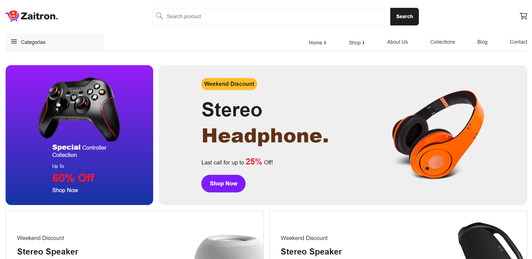 Zaitron.
Search product
Search
Categorias
Home
Shop
About Us
Collections
Blog
Contact
Special Controller
Collection
Up To
60% Off
Shop Now
Weekend Discount
Stereo
Headphone.
Last call for up to 25% Off!
Shop Now
Weekend Discount
Stereo Speaker
Weekend Discount
Stereo Speaker